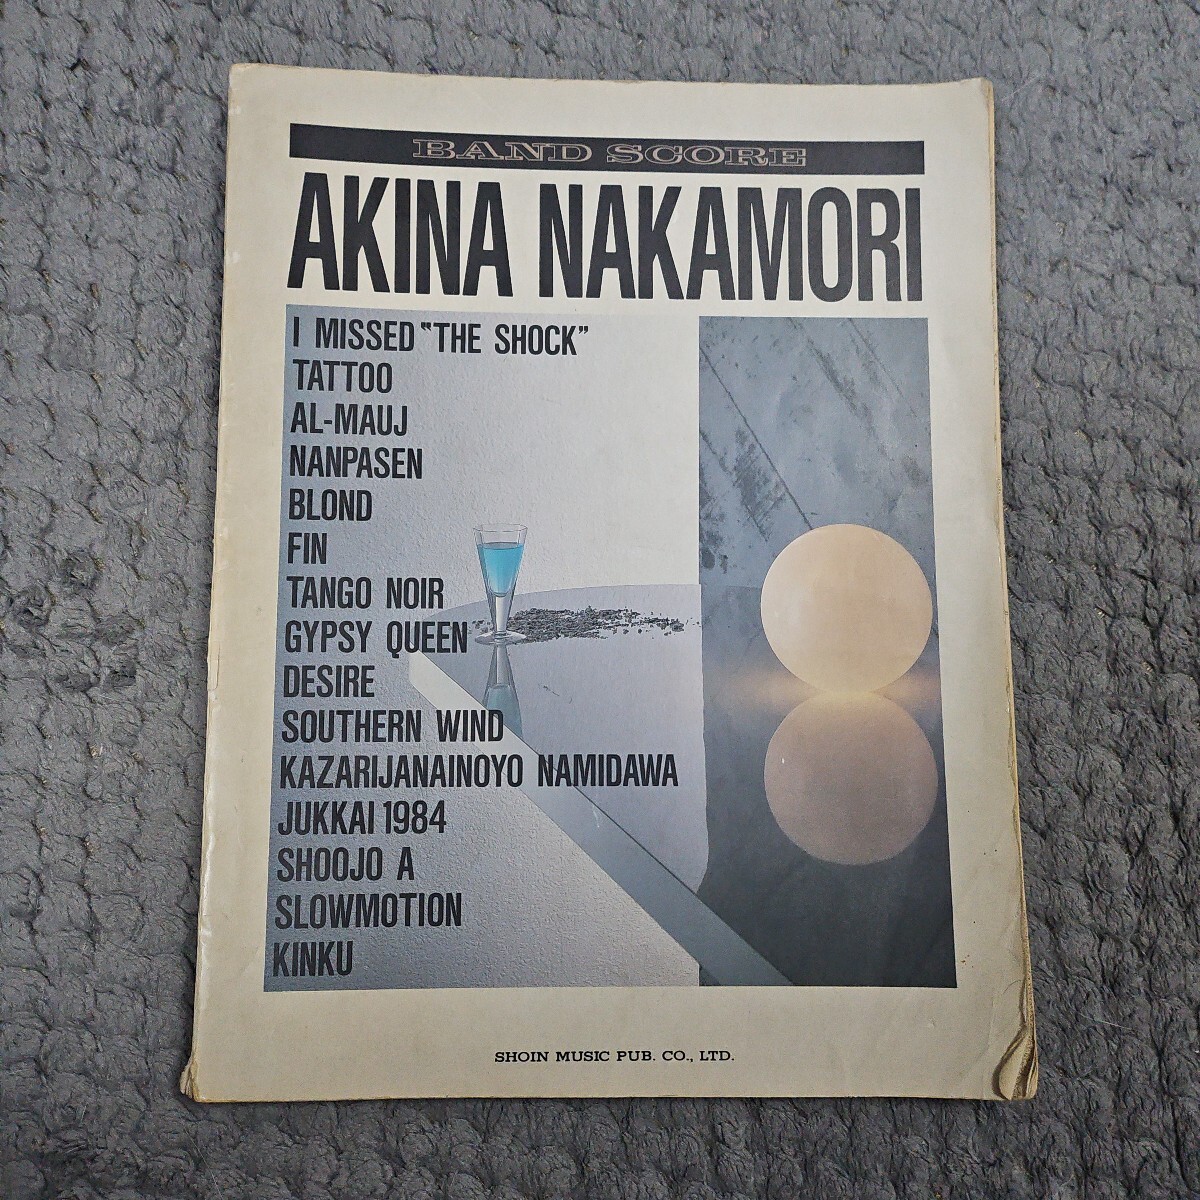 BAND SCORE
AKINA NAKAMORI
I MISSED "THE SHOCK"
TATTOO
AL-MAUJ
NANPASEN
BLOND
FIN
TANGO NOIR
GYPSY QUEEN
DESIRE
SOUTHERN WIND
KAZARIJANAINOYO NAMIDAWA
JUKKAI 1984
SHOOJO A
SLOWMOTION
KINKU
SHOIN MUSIC PUB. CO., LTD.